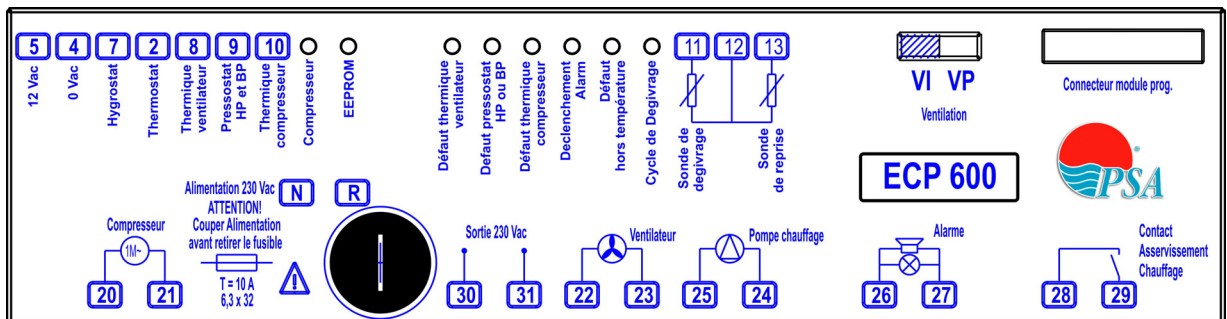 5 4 7 2 8 9 10
12 Vac
0 Vac
Hygrostat
Thermostat
Thermique
ventilateur
Presssostat
HP et BP
Thermique
compresseur
Compresseur
EEPROM
Défaut thermique
ventilateur
Defaut pressostat
HP ou BP
Défaut thermique
compresseur
Declenchement
Alarm
Défaut
hors température
Cycle de Degivrage
11 12 13
Sonde de
degivrage
Sonde
de reprise
VI VP
Ventilation
Connecteur module prog.
ECP 600
PSA
Alimentation 230 Vac
ATTENTION!
Couper Alimentation
avant retirer le fusible
T = 10 A
6,3 x 32
N R
Compresseur
1M~
20 21
Sortie 230 Vac
30 31
Ventilateur
22 23
Pompe chauffage
25 24
Alarme
26 27
Contact
Asservissement
Chauffage
28 29